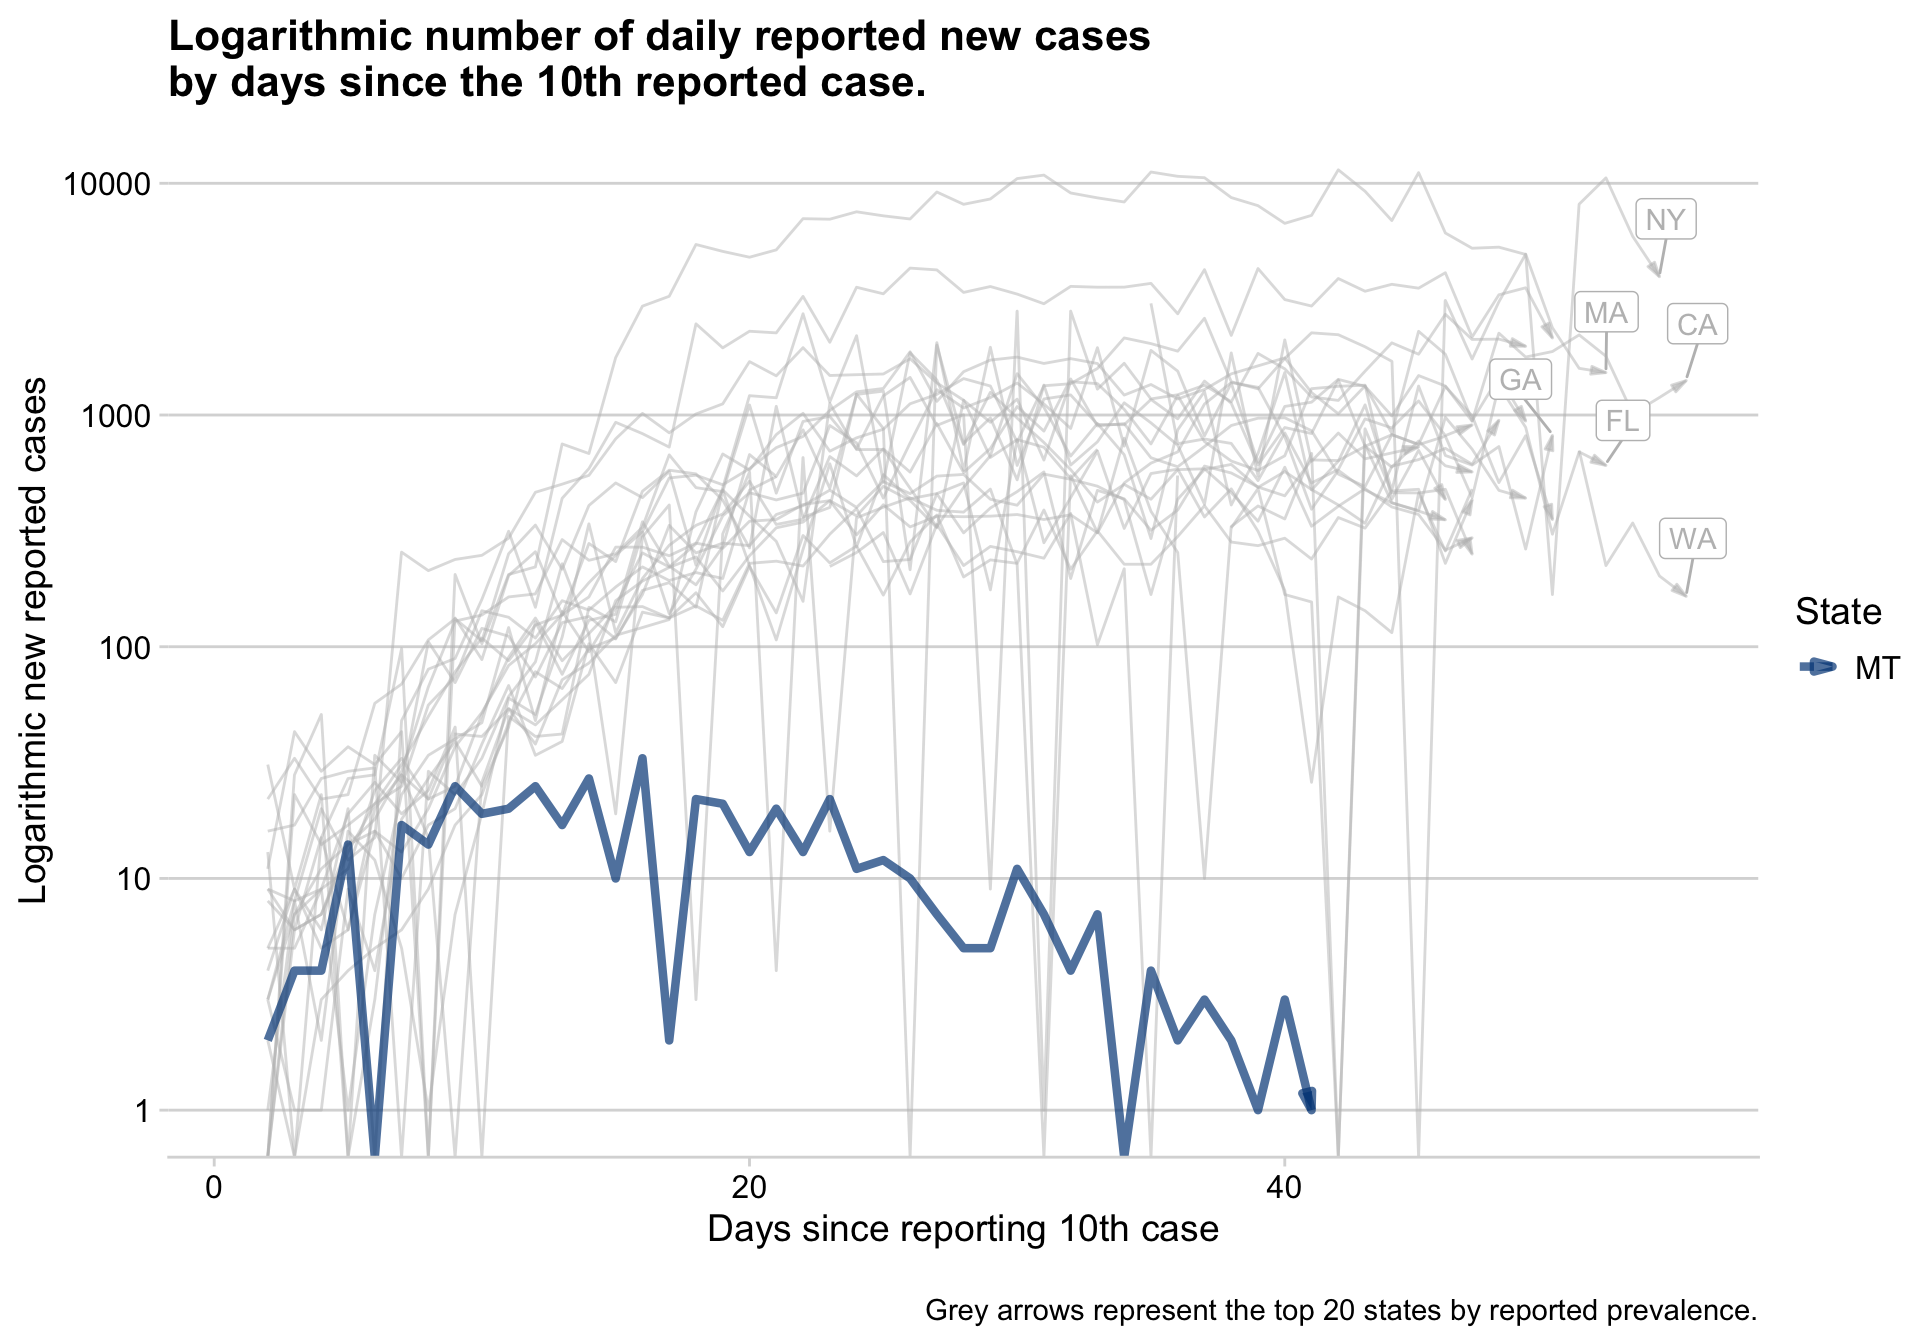 Logarithmic number of daily reported new cases
by days since the 10th reported case.
Logarithmic new reported cases
10000
1000
100
10
1
NY
MA
CA
GA
FL
WA
State
MT
0
20
40
Days since reporting 10th case
Grey arrows represent the top 20 states by reported prevalence.